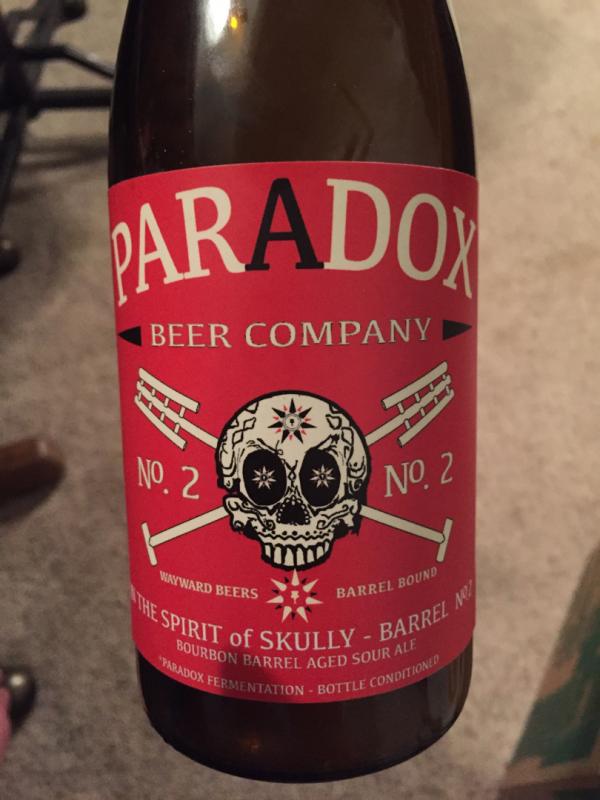 PARADOX
BEER COMPANY
No. 2 No. 2
WAYWARD BEERS BARREL BOUND
THE SPIRIT of SKULLY - BARREL No.2
BOURBON BARREL AGED SOUR ALE
*PARADOX FERMENTATION - BOTTLE CONDITIONED